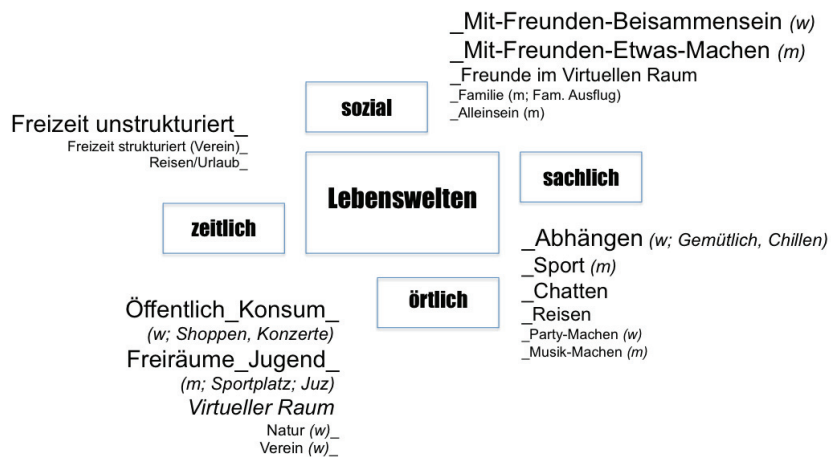 _Mit-Freunden-Beisammensein (w)
_Mit-Freunden-Etwas-Machen (m)
_Freunde im Virtuellen Raum
_Familie (m; Fam. Ausflug)
_Alleinsein (m)
sozial
Freizeit unstrukturiert_
Freizeit strukturiert (Verein)_
Reisen/Urlaub_
zeitlich
Lebenswelten
sachlich
_Abhängen (w; Gemütlich, Chillen)
_Sport (m)
_Chatten
_Reisen
_Party-Machen (w)
_Musik-Machen (m)
örtlich
Öffentlich_Konsum_
(w; Shoppen, Konzerte)
Freiräume_Jugend_
(m; Sportplatz; Juz)
Virtueller Raum
Natur (w)_
Verein (w)_